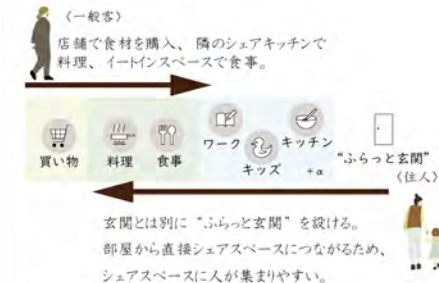 〈一般客〉
店舗で食材を購入、隣のシェアキッチンで
料理、イートインスペースで食事。
買い物
料理
食事
ワーク
キッズ
キッチン
+α
“ふらっと玄関”
〈住人〉
玄関とは別に“ふらっと玄関”を設ける。
部屋から直接シェアスペースにつながるため、
シェアスペースに人が集まりやすい。